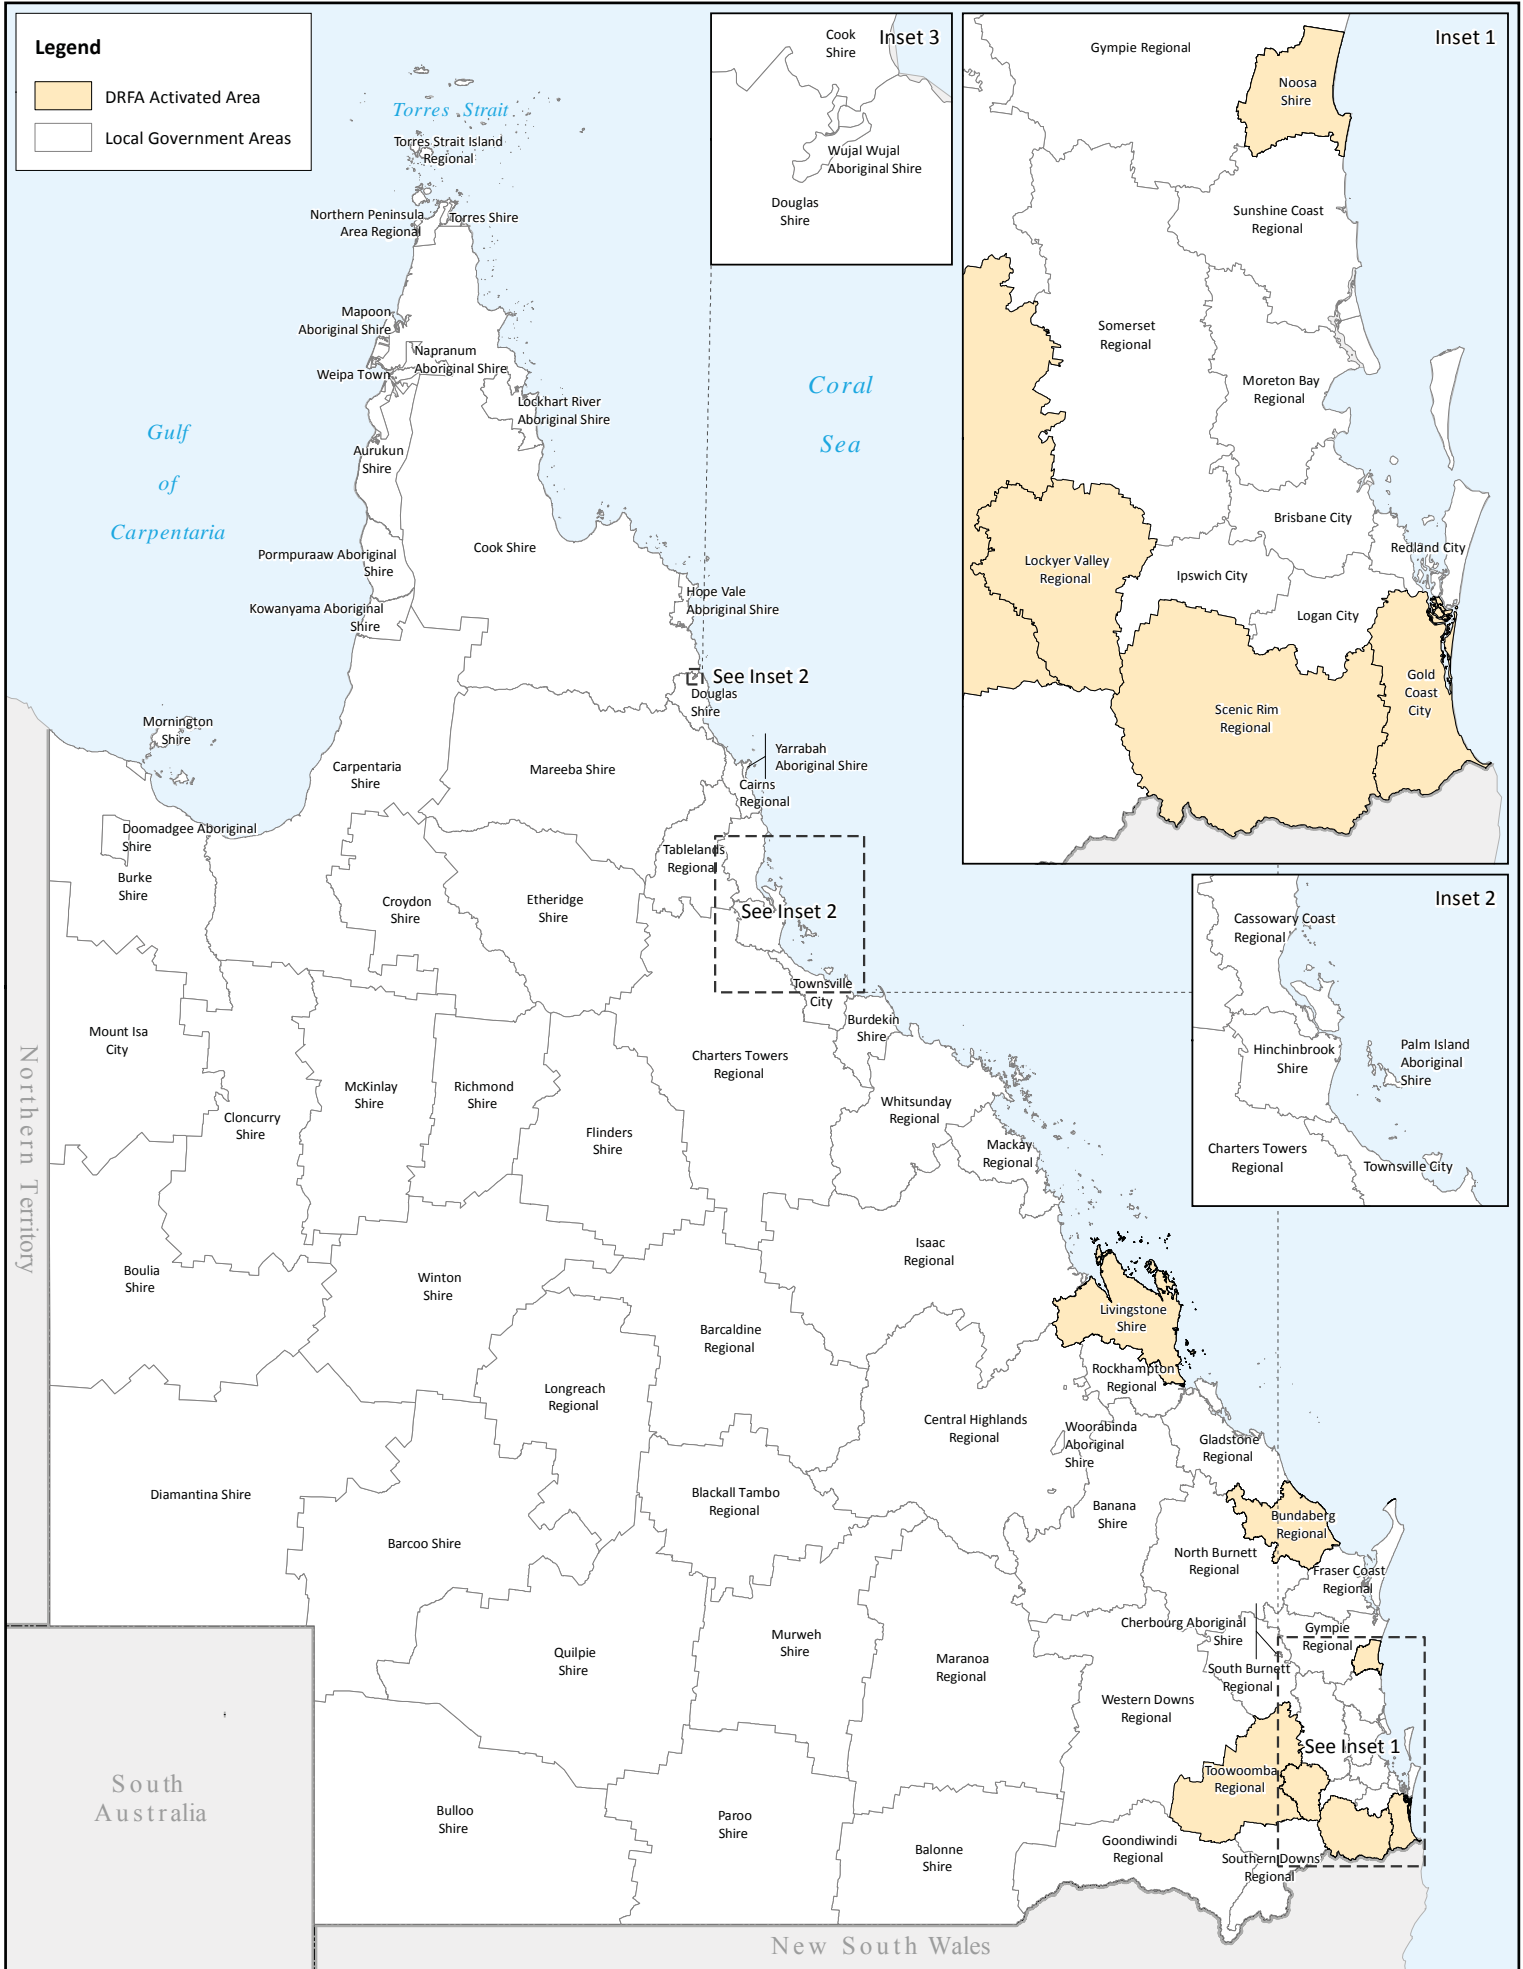 Legend
DRFA Activated Area
Local Government Areas
Inset 3
Cook
Shire
Wujal Wujal
Aboriginal Shire
Douglas
Shire
Inset 1
Gympie Regional
Noosa
Shire
Sunshine Coast
Regional
Somerset
Regional
Moreton Bay
Regional
Brisbane City
Redland City
Lockyer Valley
Regional
Ipswich City
Logan City
Gold
Coast
City
Scenic Rim
Regional
Inset 2
Cassowary Coast
Regional
Hinchinbrook
Shire
Palm Island
Aboriginal
Shire
Charters Towers
Regional
Townsville City
Torres Strait
Torres Strait Island
Regional
Northern Peninsula
Area Regional
Torres Shire
Mapoon
Aboriginal Shire
Napranum
Aboriginal Shire
Weipa Town
Lockhart River
Aboriginal Shire
Coral
Sea
Gulf
of
Carpentaria
Aurukun
Shire
Cook Shire
Pormpuraaw Aboriginal
Shire
Kowanyama Aboriginal
Shire
Hope Vale
Aboriginal Shire
See Inset 2
Douglas
Shire
Mornington
Shire
Carpentaria
Shire
Mareeba Shire
Yarrabah
Aboriginal Shire
Cairns
Regional
Doomadgee Aboriginal
Shire
Burke
Shire
Tablelands
Regional
Croydon
Shire
Etheridge
Shire
See Inset 2
Townsville
City
Burdekin
Shire
Mount Isa
City
Charters Towers
Regional
McKinlay
Shire
Richmond
Shire
Cloncurry
Shire
Flinders
Shire
Whitsunday
Regional
Mackay
Regional
Northern Territory
Isaac
Regional
Boulia
Shire
Winton
Shire
Livingstone
Shire
Barcaldine
Regional
Rockhampton
Regional
Longreach
Regional
Central Highlands
Regional
Woorabinda
Aboriginal
Shire
Gladstone
Regional
Diamantina Shire
Blackall Tambo
Regional
Banana
Shire
Bundaberg
Regional
Barcoo Shire
North Burnett
Regional
Fraser Coast
Regional
Cherbourg Aboriginal
Shire
Gympie
Regional
Quilpie
Shire
Murweh
Shire
Maranoa
Regional
South Burnett
Regional
Western Downs
Regional
See Inset 1
Toowoomba
Regional
South
Australia
Bulloo
Shire
Paroo
Shire
Balonne
Shire
Goondiwindi
Regional
Southern Downs
Regional
New South Wales